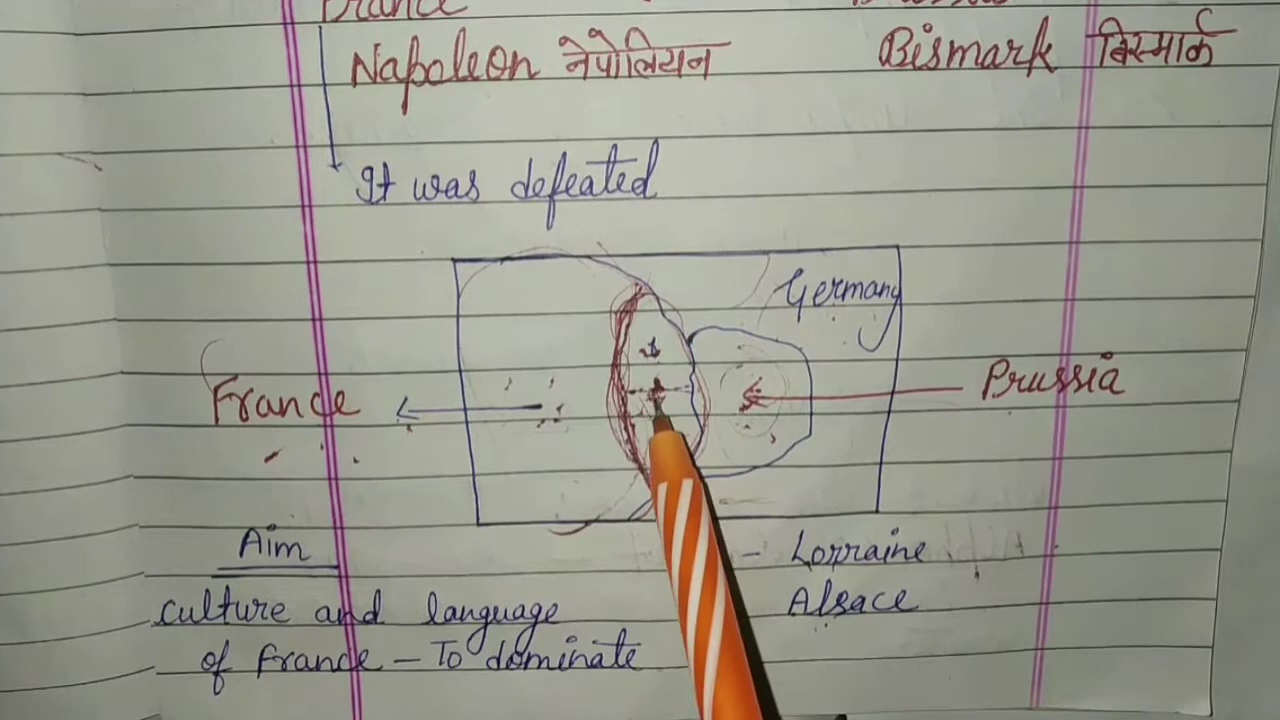 France
Napoleon नेपोलियन Bismark बिस्मार्क
It was defeated
Germany
France Prussia
Aim - Lorraine
culture and language Alsace
of france - To dominate